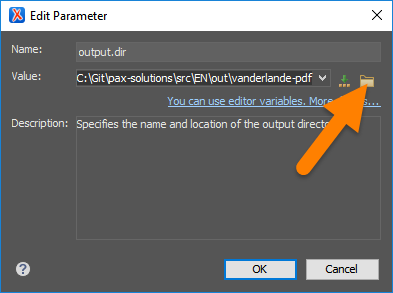 Edit Parameter
Name: output.dir
Value: C:\Git\pax-solutions\src\EN\out\vanderlande-pdf
You can use editor variables. More
Description: Specifies the name and location of the output
OK Cancel